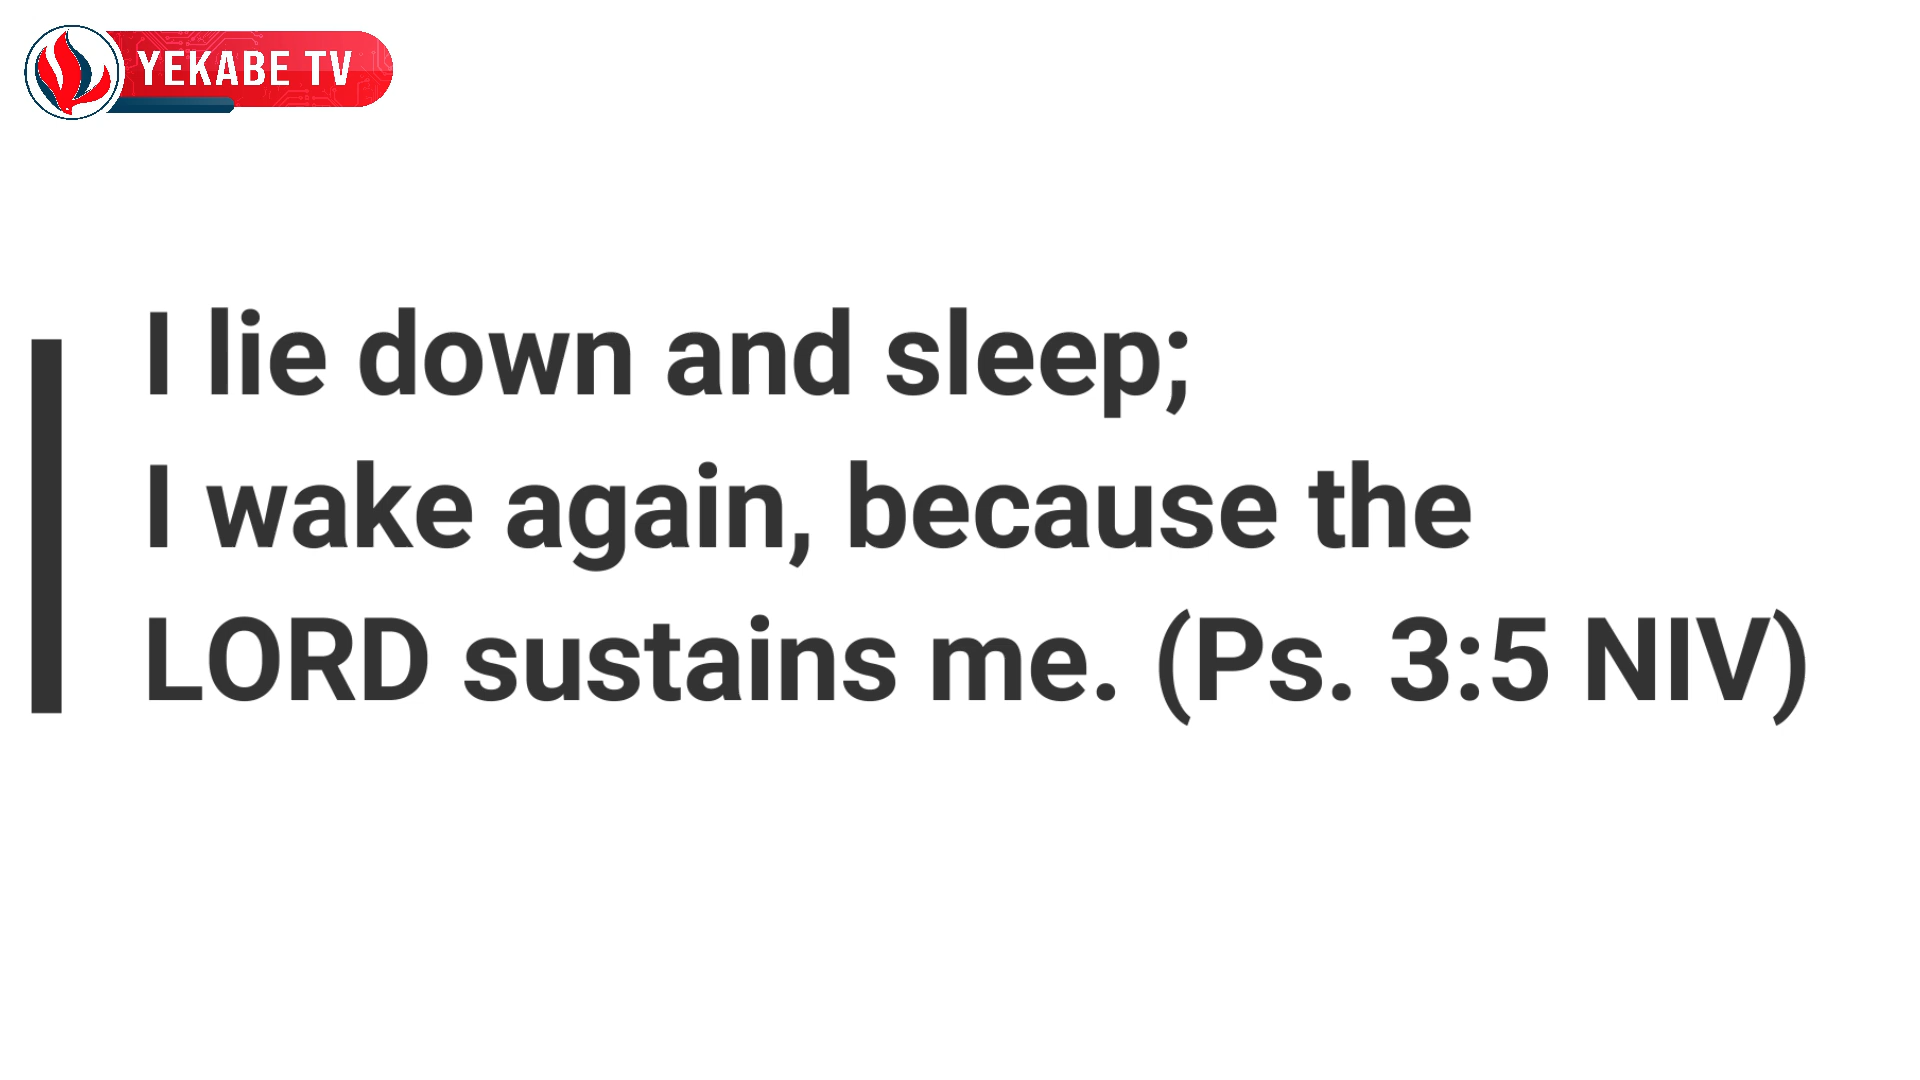 YEKABE TV
I lie down and sleep;
I wake again, because the
LORD sustains me. (Ps. 3:5 NIV)